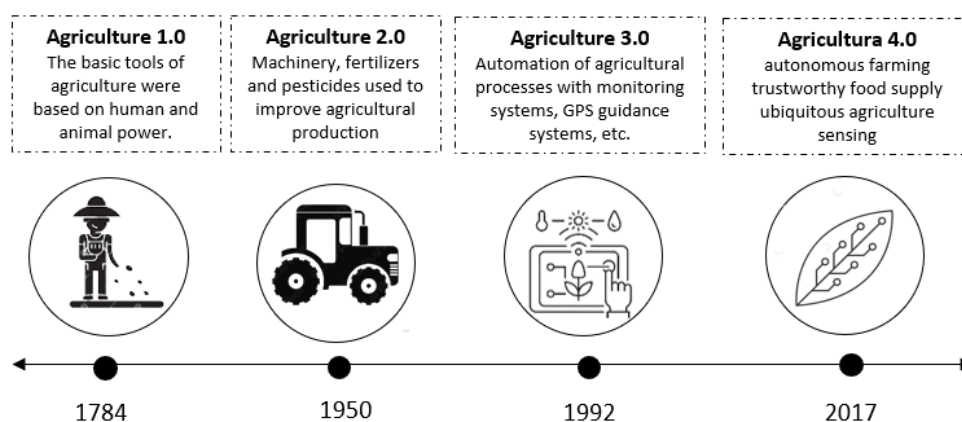 Agriculture 1.0
The basic tools of
agriculture were
based on human and
animal power.
Agriculture 2.0
Machinery, fertilizers
and pesticides used to
improve agricultural
production
Agriculture 3.0
Automation of agricultural
processes with monitoring
systems, GPS guidance
systems, etc.
Agricultura 4.0
autonomous farming
trustworthy food supply
ubiquitous agriculture
sensing
1784
1950
1992
2017